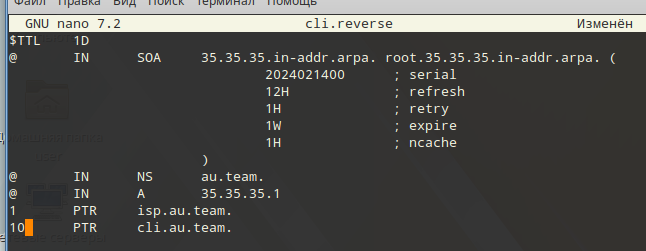 Файл Правка Вид Поиск Терминал Помощь
GNU nano 7.2 cli.reverse Изменён
$TTL 1D
@ IN SOA 35.35.35.in-addr.arpa. root.35.35.35.in-addr.arpa. (
2024021400 ; serial
12H ; refresh
1H ; retry
1W ; expire
1H ; ncache
)
@ IN NS au.team.
@ IN A 35.35.35.1
1 PTR isp.au.team.
10 PTR cli.au.team.